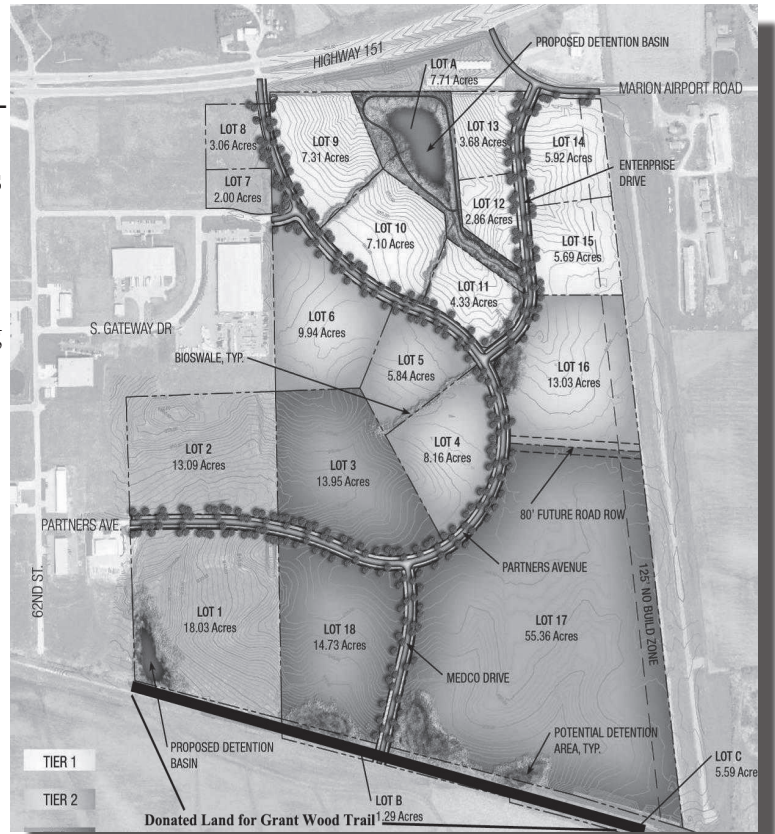 HIGHWAY 151
LOT A
7.71 Acres
PROPOSED DETENTION BASIN
MARION AIRPORT ROAD
LOT 8
3.06 Acres
LOT 9
7.31 Acres
LOT 13
3.68 Acres
LOT 14
5.92 Acres
ENTERPRISE
DRIVE
LOT 7
2.00 Acres
LOT 12
2.86 Acres
LOT 10
7.10 Acres
LOT 15
5.69 Acres
LOT 11
4.33 Acres
LOT 6
9.94 Acres
S. GATEWAY DR
BIOSWALE, TYP.
LOT 5
5.84 Acres
LOT 16
13.03 Acres
LOT 2
13.09 Acres
LOT 3
13.95 Acres
LOT 4
8.16 Acres
80' FUTURE ROAD ROW
PARTNERS AVE.
PARTNERS AVENUE
62ND ST.
125' NO BUILD ZONE
LOT 1
18.03 Acres
LOT 18
14.73 Acres
LOT 17
55.36 Acres
MEDCO DRIVE
PROPOSED DETENTION
BASIN
POTENTIAL DETENTION
AREA, TYP.
LOT C
5.59 Acre
TIER 1
TIER 2
LOT B
1.29 Acres
Donated Land for Grant Wood Trail